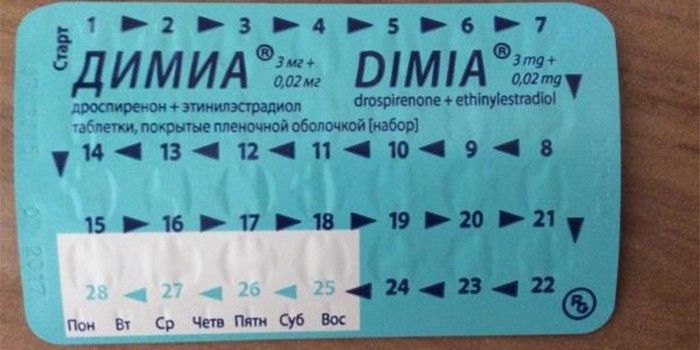 Старт 1 2 3 4 5 6 7
ДИМИА® 3 мг + 0,02 мг
дроспиренон + этинилэстрадиол
таблетки, покрытые пленочной оболочкой [набор]
DIMIA® 3 mg + 0,02 mg
drospirenone + ethinylestradiol
14 13 12 11 10 9 8
15 16 17 18 19 20 21
28 27 26 25 24 23 22
Пон Вт Ср Четв Пятн Суб Вос
RG